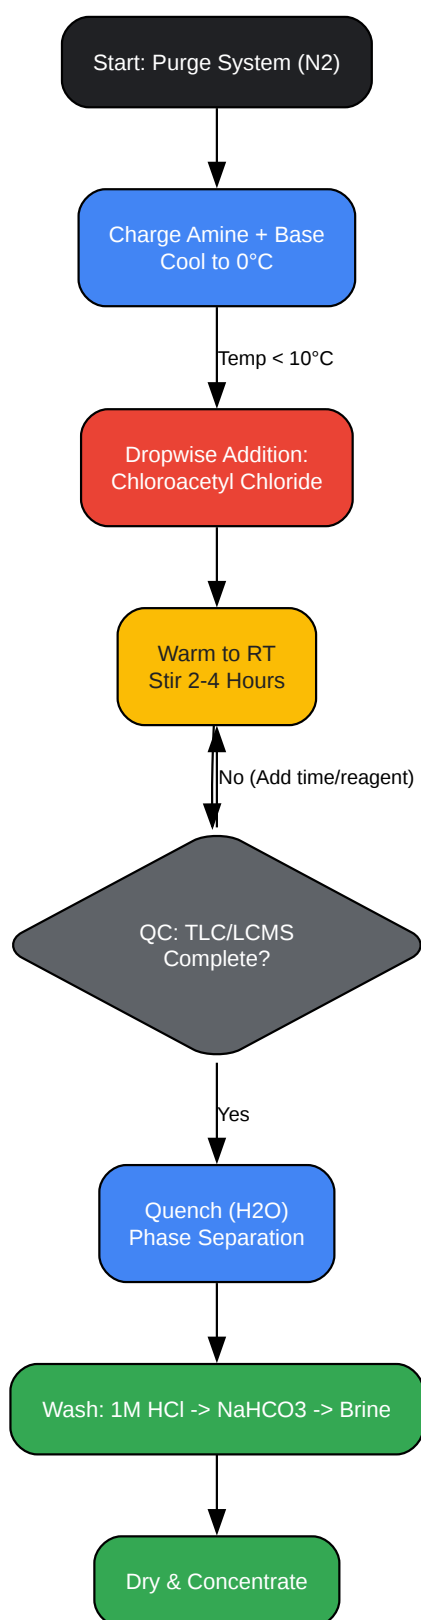 Start: Purge System (N2)
Charge Amine + Base
Cool to 0°C
Temp < 10°C
Dropwise Addition:
Chloroacetyl Chloride
Warm to RT
Stir 2-4 Hours
No (Add time/reagent)
QC: TLC/LCMS
Complete?
Yes
Quench (H2O)
Phase Separation
Wash: 1M HCl -> NaHCO3 -> Brine
Dry & Concentrate